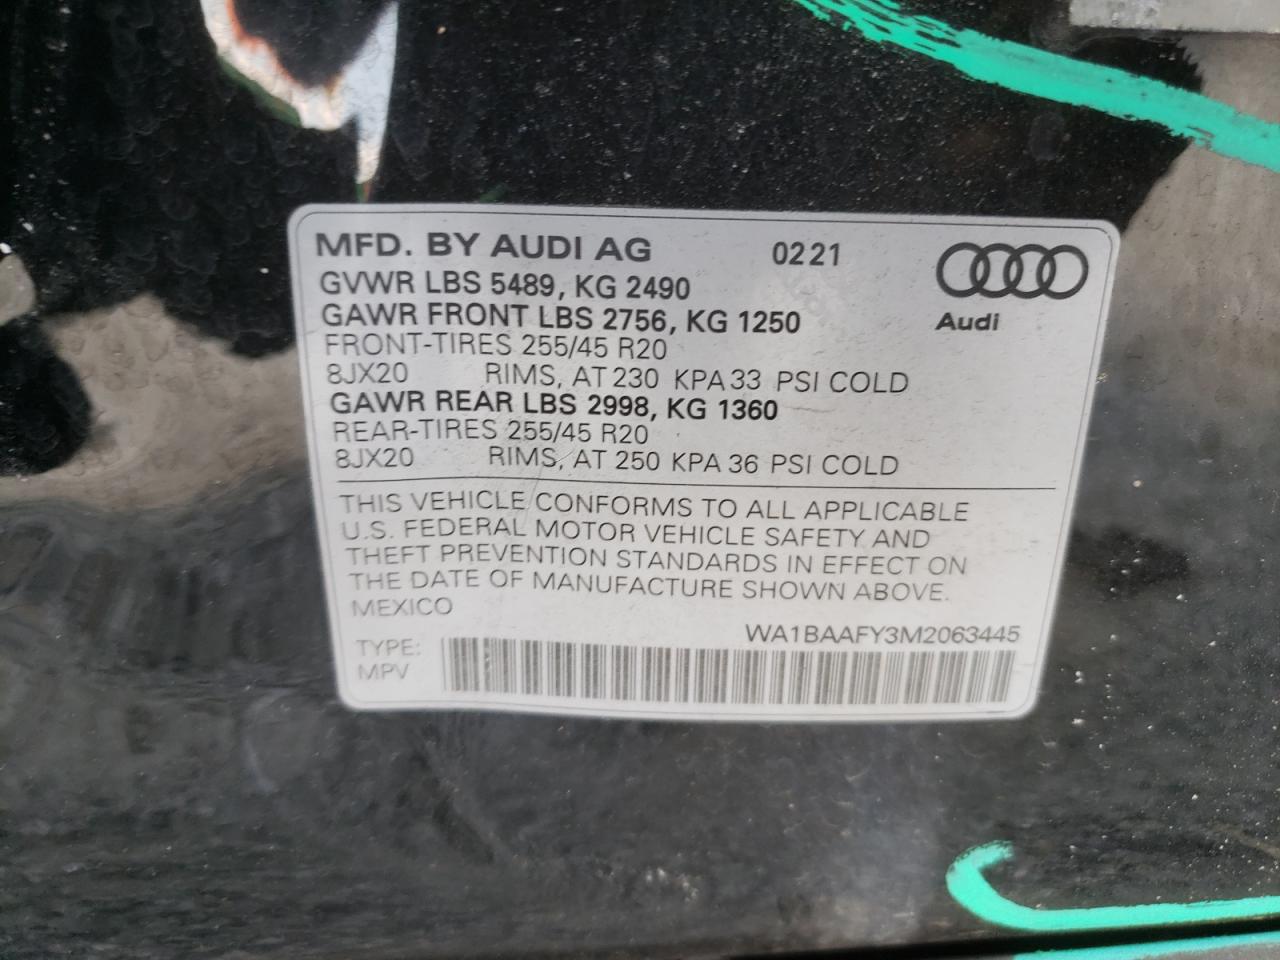 MFD. BY AUDI AG 02 21
GVWR LBS 5489, KG 2490
GAWR FRONT LBS 2756, KG 1250
Audi
FRONT-TIRES 255/45 R20
8JX20 RIMS, AT 230 KPA 33 PSI COLD
GAWR REAR LBS 2998, KG 1360
REAR-TIRES 255/45 R20
8JX20 RIMS, AT 250 KPA 36 PSI COLD
THIS VEHICLE CONFORMS TO ALL APPLICABLE
U.S. FEDERAL MOTOR VEHICLE SAFETY AND
THEFT PREVENTION STANDARDS IN EFFECT ON
THE DATE OF MANUFACTURE SHOWN ABOVE.
MEXICO
WA1BAAFY3M2063445
TYPE:
MPV